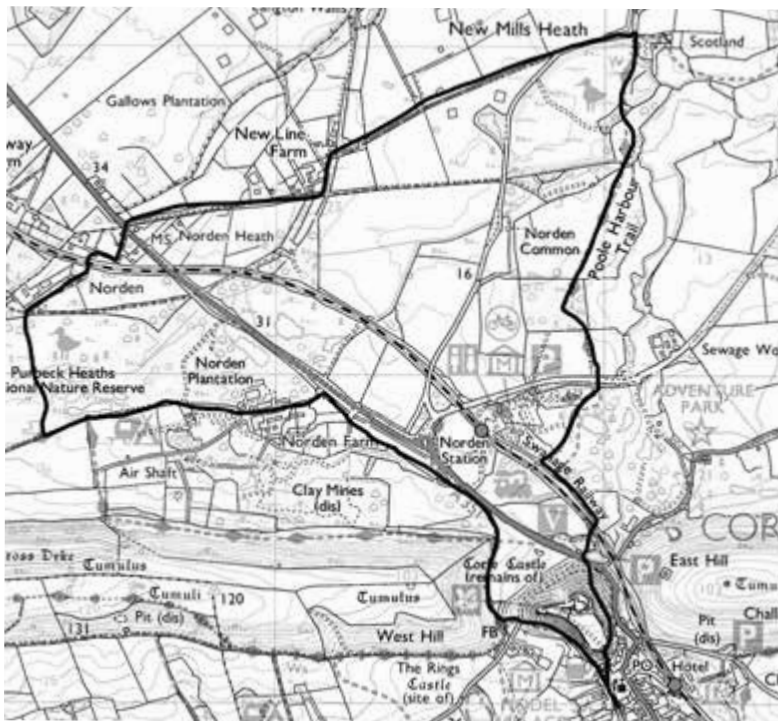 New Mills Heath
Scotland
Gallows Plantation
New Line
Farm
34
MS
Norden Heath
Norden
Common
Poole Harbour
Trail
16
13
Norden
31
Sewage Wo
Purbeck Heaths
ional Nature Reserve
Norden
Plantation
ADVENTURE
PARK
Norden Farm
Norden
Station
Swanage Railway
Air Shaft
Clay Mines
(dis)
COR
ross Dyke
Tumulus
Corfe Castle
(remains of)
East Hill
Tumuli
120
Tumulus
Pit (dis)
131
West Hill
FB
Pit
(dis)
The Rings
Castle
(site of)
PO
Hotel
MODEL